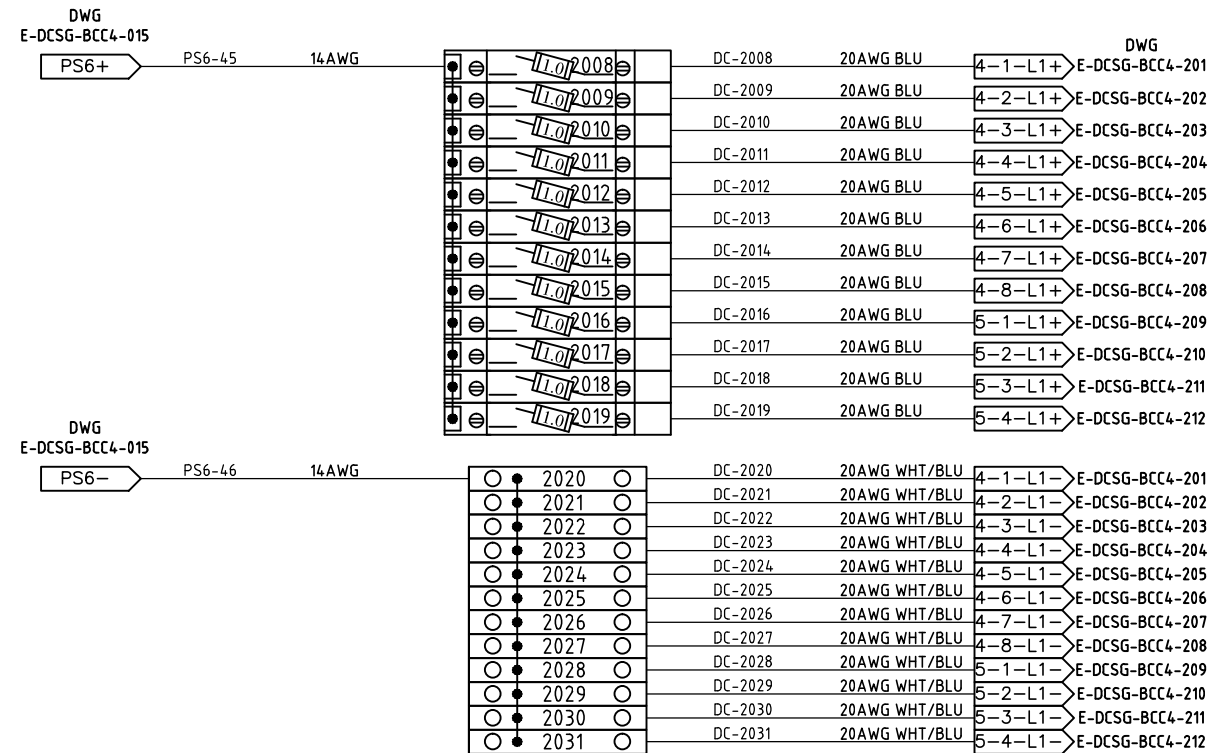 DWG
E-DCSG-BCC4-015
DWG
PS6+ PS6-45 14AWG 1.0 2008 DC-2008 20AWG BLU 4-1-L1+ E-DCSG-BCC4-201
1.0 2009 DC-2009 20AWG BLU 4-2-L1+ E-DCSG-BCC4-202
1.0 2010 DC-2010 20AWG BLU 4-3-L1+ E-DCSG-BCC4-203
1.0 2011 DC-2011 20AWG BLU 4-4-L1+ E-DCSG-BCC4-204
1.0 2012 DC-2012 20AWG BLU 4-5-L1+ E-DCSG-BCC4-205
1.0 2013 DC-2013 20AWG BLU 4-6-L1+ E-DCSG-BCC4-206
1.0 2014 DC-2014 20AWG BLU 4-7-L1+ E-DCSG-BCC4-207
1.0 2015 DC-2015 20AWG BLU 4-8-L1+ E-DCSG-BCC4-208
1.0 2016 DC-2016 20AWG BLU 5-1-L1+ E-DCSG-BCC4-209
1.0 2017 DC-2017 20AWG BLU 5-2-L1+ E-DCSG-BCC4-210
1.0 2018 DC-2018 20AWG BLU 5-3-L1+ E-DCSG-BCC4-211
1.0 2019 DC-2019 20AWG BLU 5-4-L1+ E-DCSG-BCC4-212
DWG
E-DCSG-BCC4-015
PS6- PS6-46 14AWG 2020 DC-2020 20AWG WHT/BLU 4-1-L1- E-DCSG-BCC4-201
2021 DC-2021 20AWG WHT/BLU 4-2-L1- E-DCSG-BCC4-202
2022 DC-2022 20AWG WHT/BLU 4-3-L1- E-DCSG-BCC4-203
2023 DC-2023 20AWG WHT/BLU 4-4-L1- E-DCSG-BCC4-204
2024 DC-2024 20AWG WHT/BLU 4-5-L1- E-DCSG-BCC4-205
2025 DC-2025 20AWG WHT/BLU 4-6-L1- E-DCSG-BCC4-206
2026 DC-2026 20AWG WHT/BLU 4-7-L1- E-DCSG-BCC4-207
2027 DC-2027 20AWG WHT/BLU 4-8-L1- E-DCSG-BCC4-208
2028 DC-2028 20AWG WHT/BLU 5-1-L1- E-DCSG-BCC4-209
2029 DC-2029 20AWG WHT/BLU 5-2-L1- E-DCSG-BCC4-210
2030 DC-2030 20AWG WHT/BLU 5-3-L1- E-DCSG-BCC4-211
2031 DC-2031 20AWG WHT/BLU 5-4-L1- E-DCSG-BCC4-212